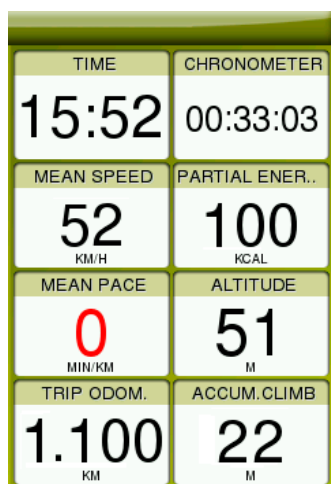 TIME CHRONOMETER
15:52 00:33:03
MEAN SPEED PARTIAL ENER..
52 100
KM/H KCAL
MEAN PACE ALTITUDE
0 51
MIN/KM M
TRIP ODOM. ACCUM.CLIMB
1.100 22
KM M